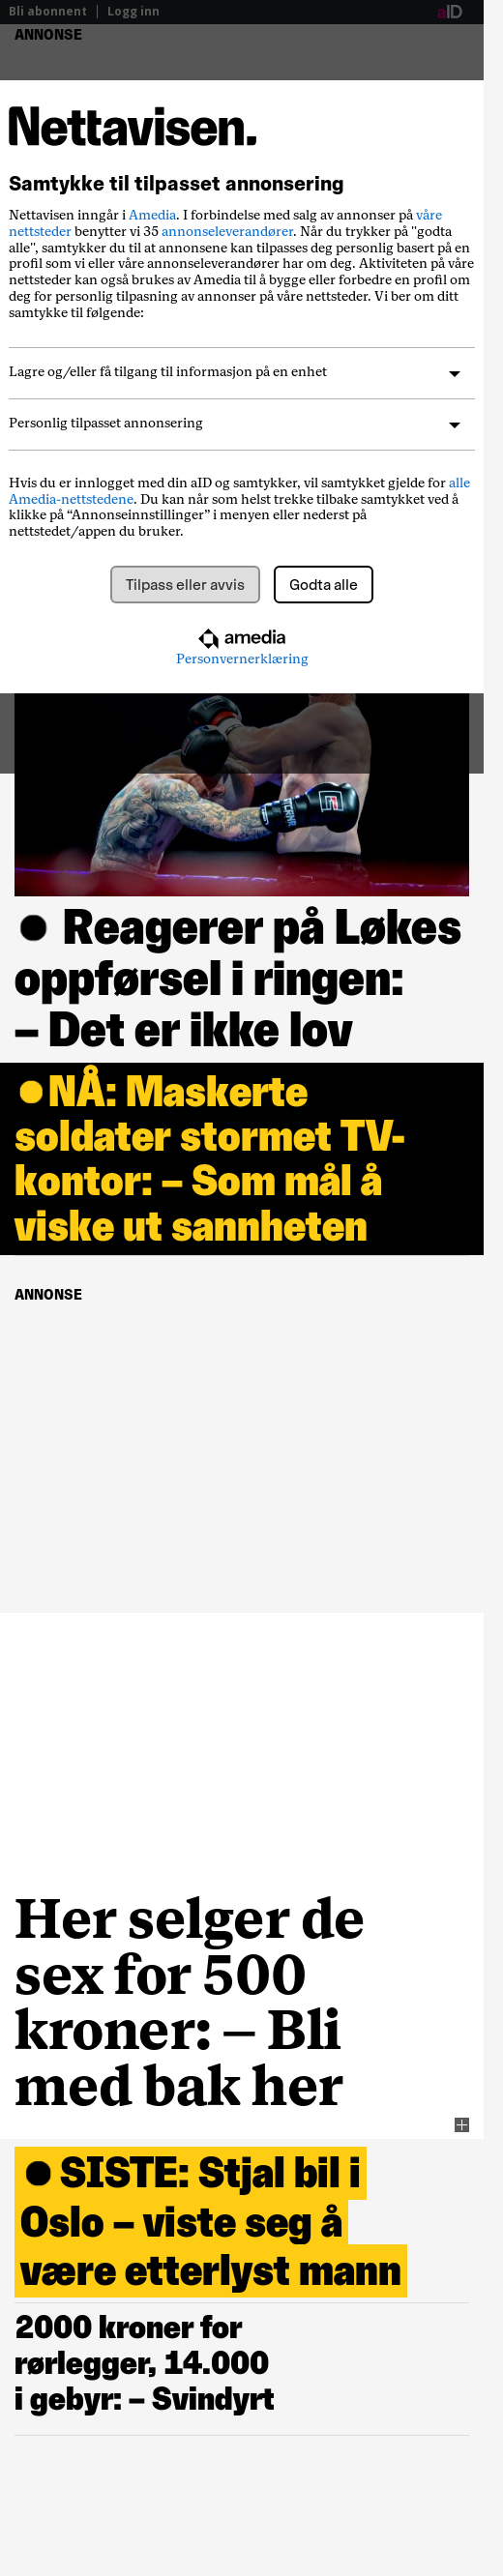 Bli abonnent | Logg inn aID
ANNONSE
Nettavisen.
Samtykke til tilpasset annonsering
Nettavisen inngår i Amedia. I forbindelse med salg av annonser på våre
nettsteder benytter vi 35 annonseleverandører. Når du trykker på "godta
alle", samtykker du til at annonsene kan tilpasses deg personlig basert på en
profil som vi eller våre annonseleverandører har om deg. Aktiviteten på våre
nettsteder kan også brukes av Amedia til å bygge eller forbedre en profil om
deg for personlig tilpasning av annonser på våre nettsteder. Vi ber om ditt
samtykke til følgende:
Lagre og/eller få tilgang til informasjon på en enhet
Personlig tilpasset annonsering
Hvis du er innlogget med din aID og samtykker, vil samtykket gjelde for alle
Amedia-nettstedene. Du kan når som helst trekke tilbake samtykket ved å
klikke på “Annonseinnstillinger” i menyen eller nederst på
nettstedet/appen du bruker.
Tilpass eller avvis Godta alle
amedia
Personvernerklæring
● Reagerer på Løkes
oppførsel i ringen:
– Det er ikke lov
●NÅ: Maskerte
soldater stormet TV-
kontor: – Som mål å
viske ut sannheten
ANNONSE
Her selger de
sex for 500
kroner: – Bli
med bak her
● SISTE: Stjal bil i
Oslo – viste seg å
være etterlyst mann
2000 kroner for
rørlegger, 14.000
i gebyr: – Svindyrt